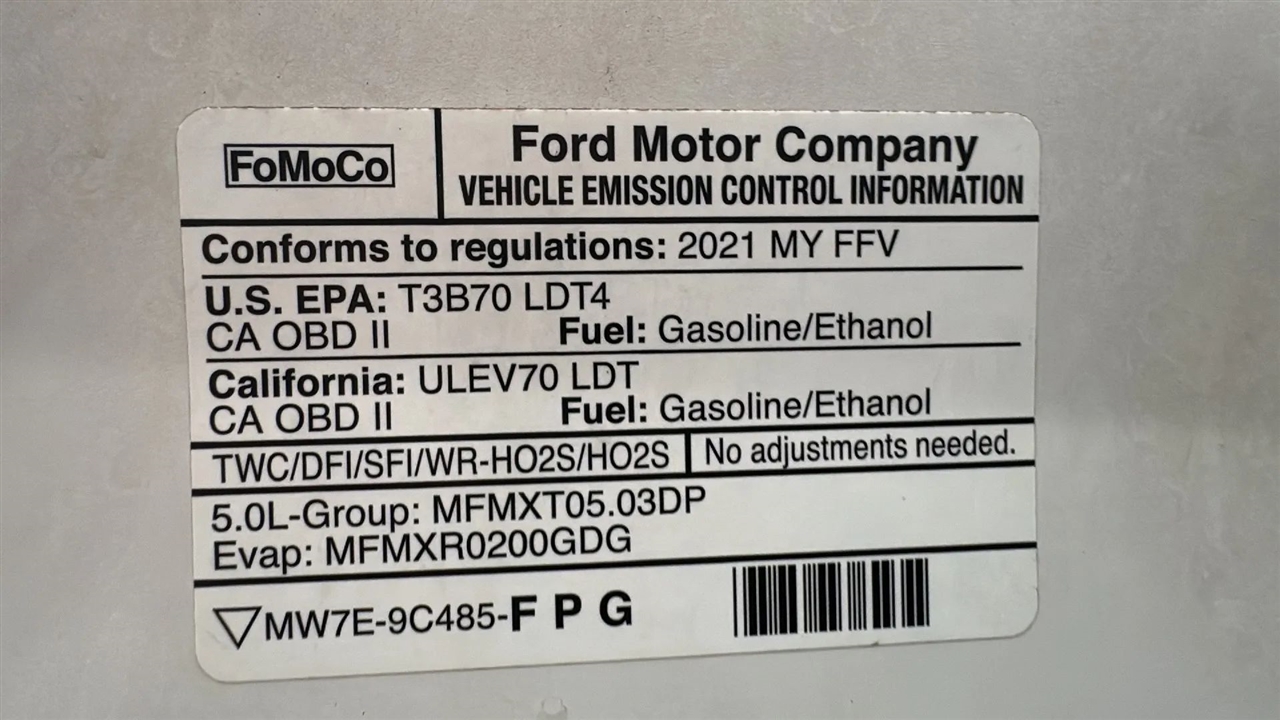 FoMoCo
Ford Motor Company
VEHICLE EMISSION CONTROL INFORMATION
Conforms to regulations: 2021 MY FFV
U.S. EPA: T3B70 LDT4
CA OBD II Fuel: Gasoline/Ethanol
California: ULEV70 LDT
CA OBD II Fuel: Gasoline/Ethanol
TWC/DFI/SFI/WR-HO2S/HO2S No adjustments needed.
5.0L-Group: MFMXT05.03DP
Evap: MFMXR0200GDG
MW7E-9C485-F P G